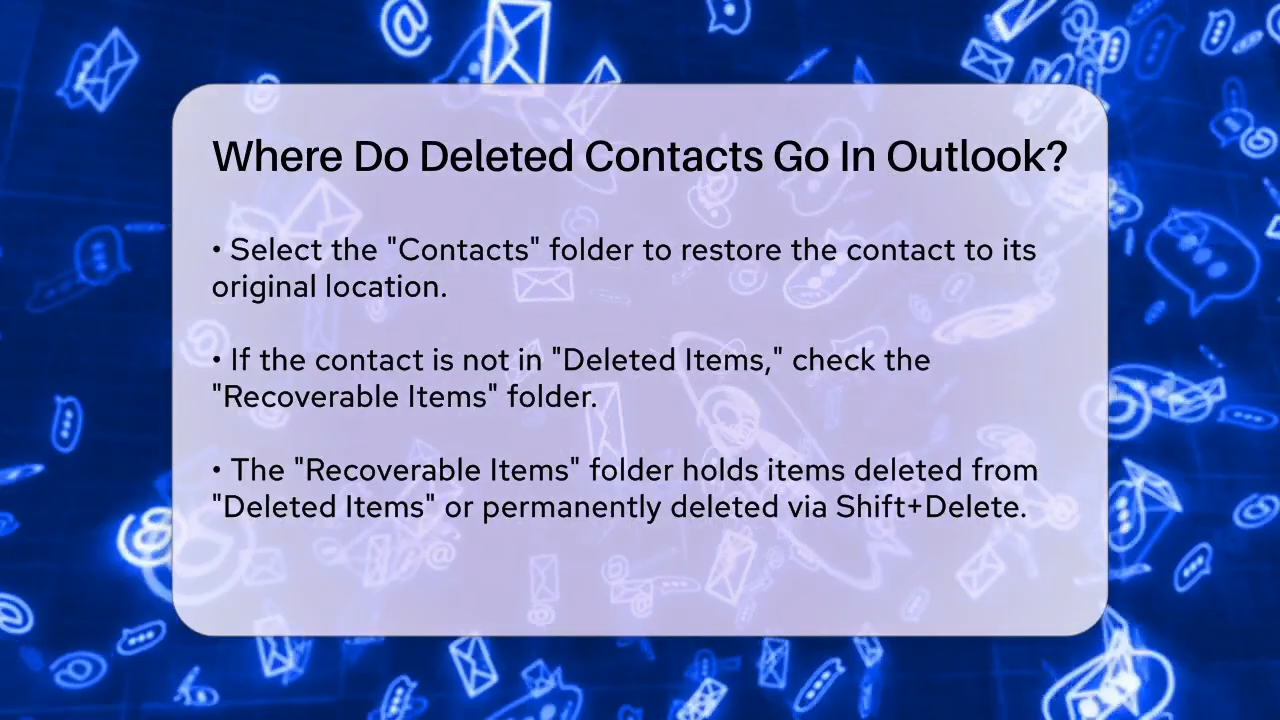 Where Do Deleted Contacts Go In Outlook?
• Select the "Contacts" folder to restore the contact to its
original location.
• If the contact is not in "Deleted Items," check the
"Recoverable Items" folder.
• The "Recoverable Items" folder holds items deleted from
"Deleted Items" or permanently deleted via Shift+Delete.